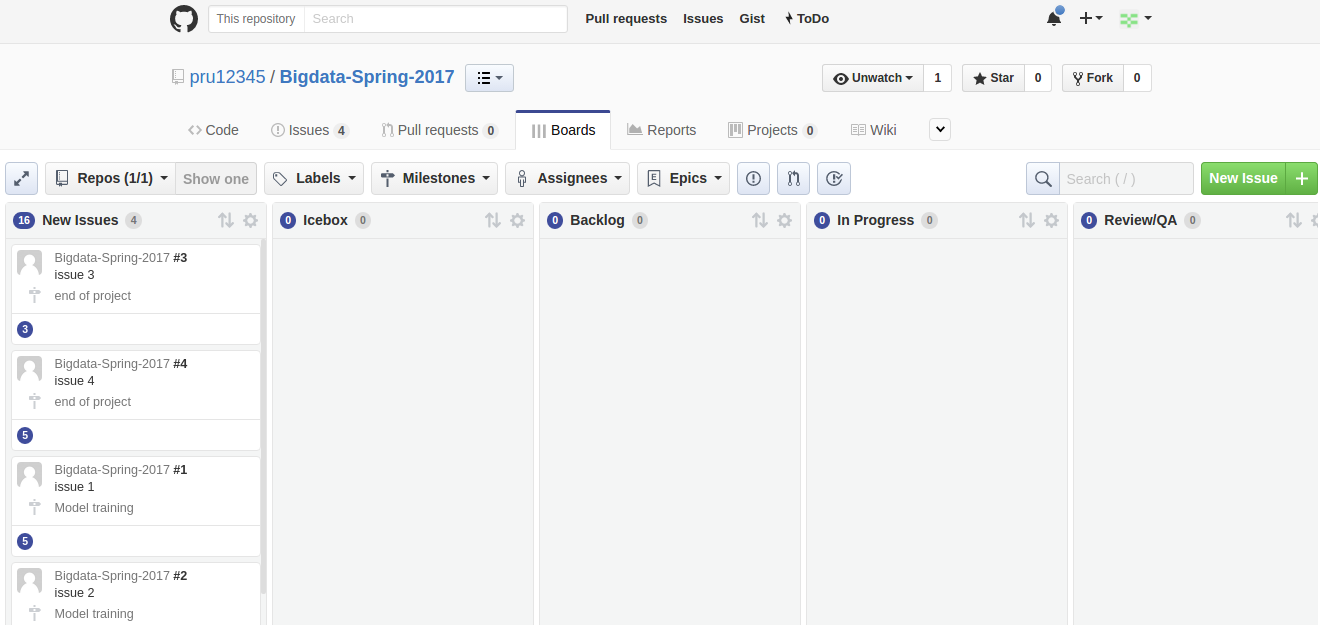 This repository Search Pull requests Issues Gist ToDo
pru12345 / Bigdata-Spring-2017 Unwatch 1 Star 0 Fork 0
Code Issues 4 Pull requests 0 Boards Reports Projects 0 Wiki
Repos (1/1) Show one Labels Milestones Assignees E Epics Search ( / ) New Issue
16 New Issues 4 0 Icebox 0 0 Backlog 0 0 In Progress 0 0 Review/QA 0
Bigdata-Spring-2017 #3
issue 3
end of project
3
Bigdata-Spring-2017 #4
issue 4
end of project
5
Bigdata-Spring-2017 #1
issue 1
Model training
5
Bigdata-Spring-2017 #2
issue 2
Model training